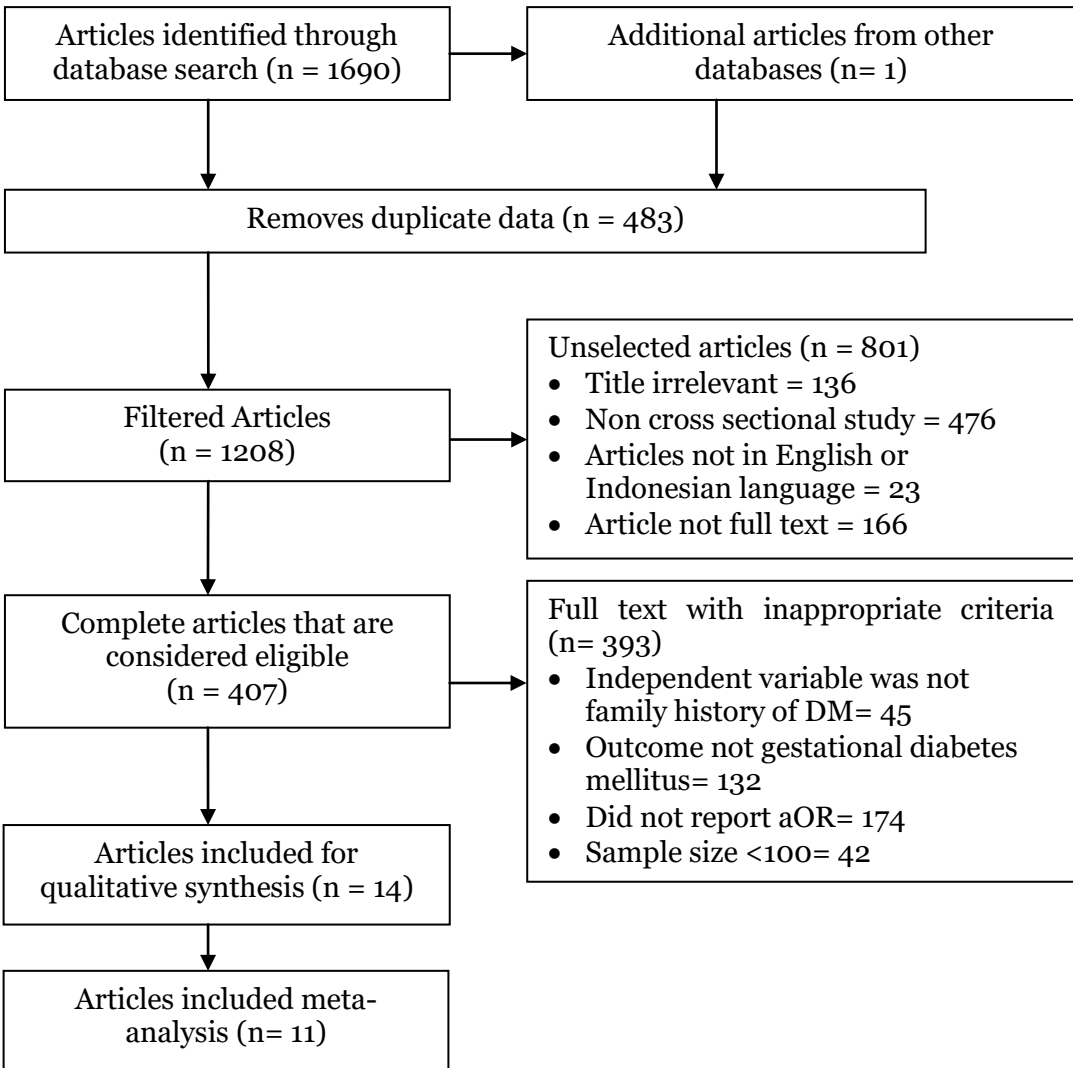 Articles identified through
database search (n = 1690)
Additional articles from other
databases (n= 1)
Removes duplicate data (n = 483)
Filtered Articles
(n = 1208)
Unselected articles (n = 801)
• Title irrelevant = 136
• Non cross sectional study = 476
• Articles not in English or
Indonesian language = 23
• Article not full text = 166
Complete articles that are
considered eligible
(n = 407)
Full text with inappropriate criteria
(n= 393)
• Independent variable was not
family history of DM= 45
• Outcome not gestational diabetes
mellitus= 132
• Did not report aOR= 174
• Sample size <100= 42
Articles included for
qualitative synthesis (n = 14)
Articles included meta-
analysis (n= 11)